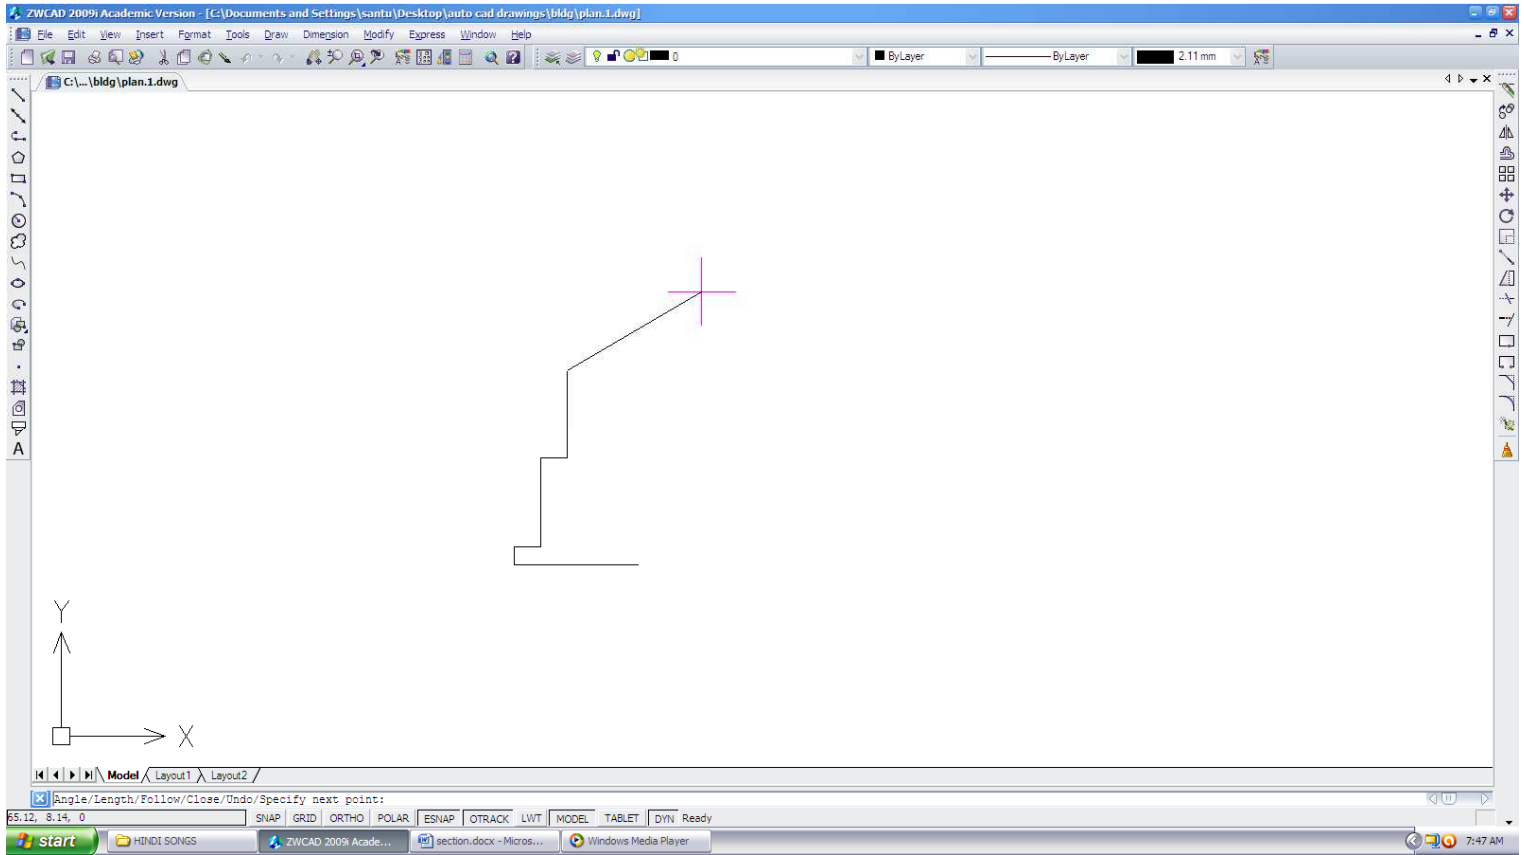 ZWCAD 2009i Academic Version - [C:\Documents and Settings\santu\Desktop\auto cad drawings\bldg\plan.1.dwg]
File Edit View Insert Format Tools Draw Dimension Modify Express Window Help
0 ByLayer ByLayer 2.11 mm
C:\...\bldg\plan.1.dwg
A
Y
X
Model Layout1 Layout2
Angle/Length/Follow/Close/Undo/Specify next point:
65.12, 8.14, 0 SNAP GRID ORTHO POLAR ESNAP OTRACK LWT MODEL TABLET DYN Ready
start HINDI SONGS ZWCAD 2009i Acade... section.docx - Micros... Windows Media Player 7:47 AM